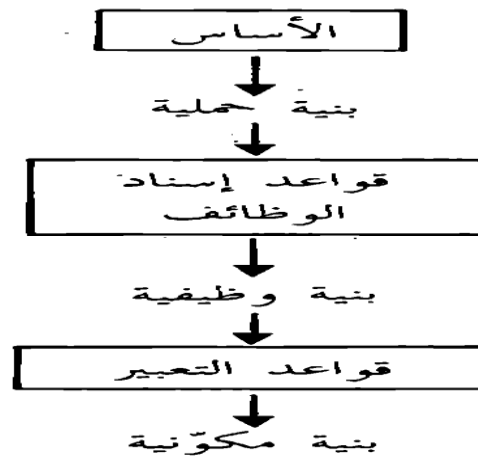 الأساس
بنية حملية
قواعد إسناد
الوظائف
بنية وظيفية
قواعد التعبير
بنية مكوّنية